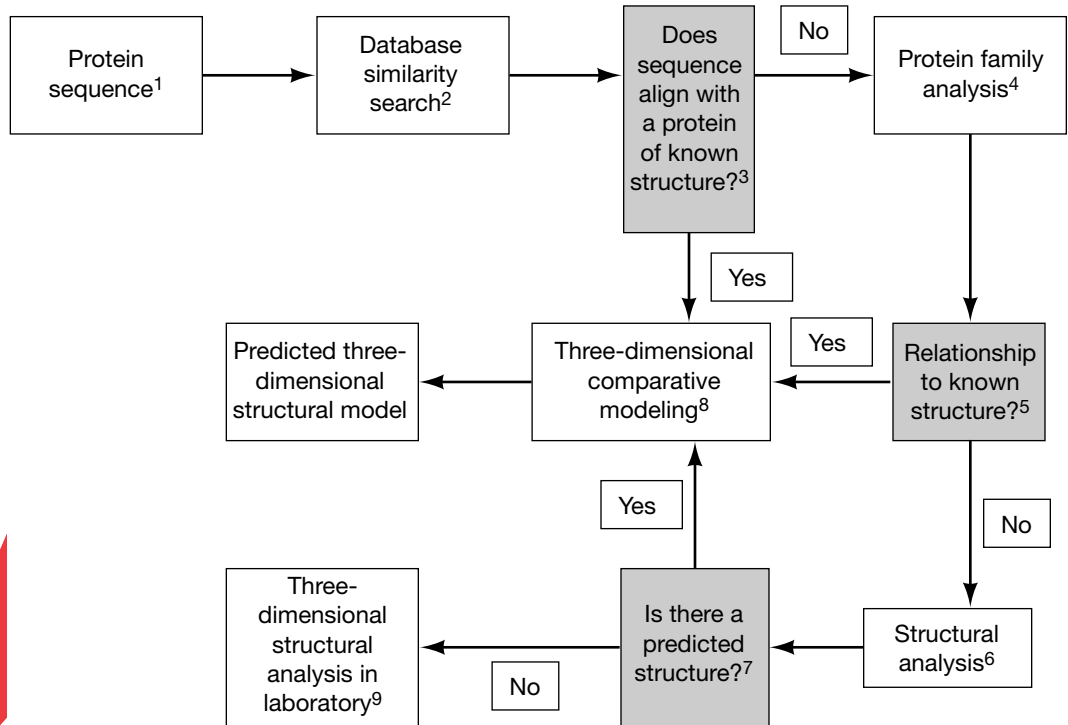 Protein
sequence1
Database
similarity
search2
Does
sequence
align with
a protein
of known
structure?3
No
Protein family
analysis4
Yes
Predicted three-
dimensional
structural model
Three-dimensional
comparative
modeling8
Yes
Relationship
to known
structure?5
Yes
No
Three-
dimensional
structural
analysis in
laboratory9
No
Is there a
predicted
structure?7
Structural
analysis6